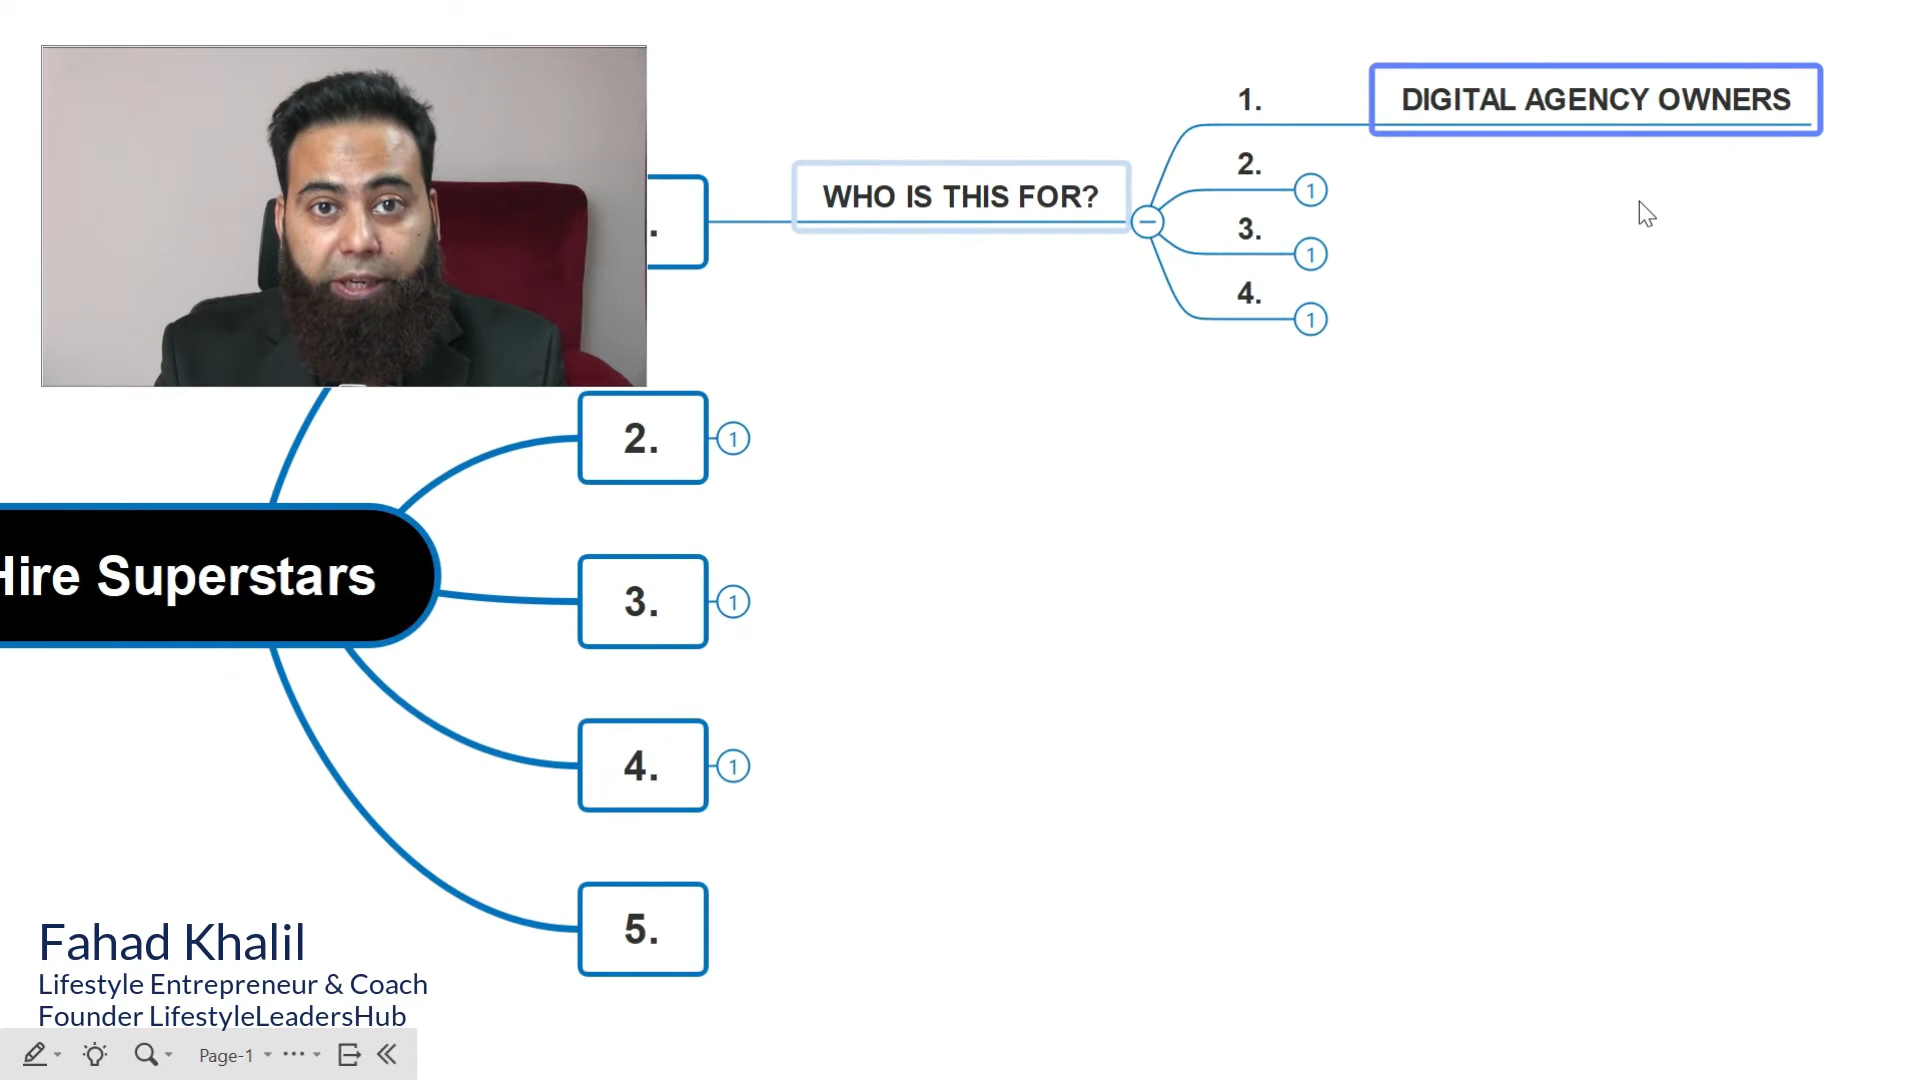 1.
DIGITAL AGENCY OWNERS
WHO IS THIS FOR?
2.
1
3.
1
4.
1
.
2.
1
Hire Superstars
3.
1
4.
1
5.
Fahad Khalil
Lifestyle Entrepreneur & Coach
Founder LifestyleLeadersHub
Page-1